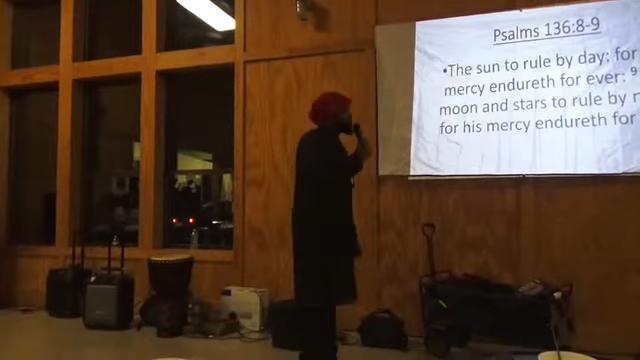 Psalms 136:8-9
•The sun to rule by day: for
mercy endureth for ever: 9
moon and stars to rule by
for his mercy endureth for